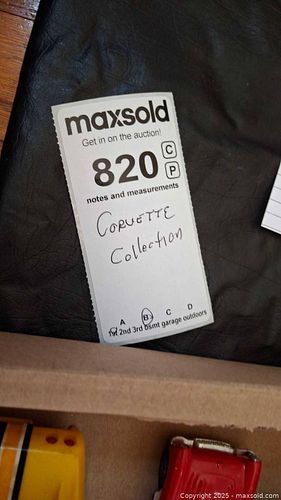 maxsold
Get in on the auction!
820 C
P
notes and measurements
CORVETTE
Collection
A B C D
1st 2nd 3rd bsmt garage outdoors
Copyright 2025 - maxsold.com